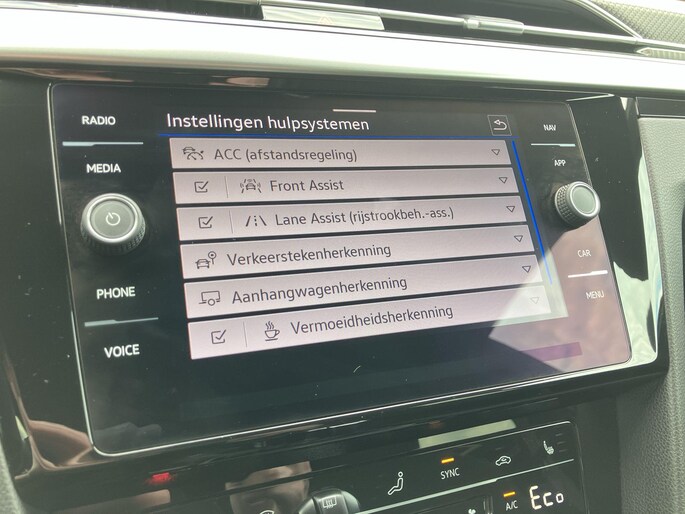 RADIO
MEDIA
PHONE
VOICE
Instellingen hulpsystemen
ACC (afstandsregeling)
Front Assist
Lane Assist (rijstrookbeh.-ass.)
Verkeerstekenherkenning
Aanhangwagenherkenning
Vermoeidheidsherkenning
NAV
APP
CAR
MENU
SYNC
A/C
Eco